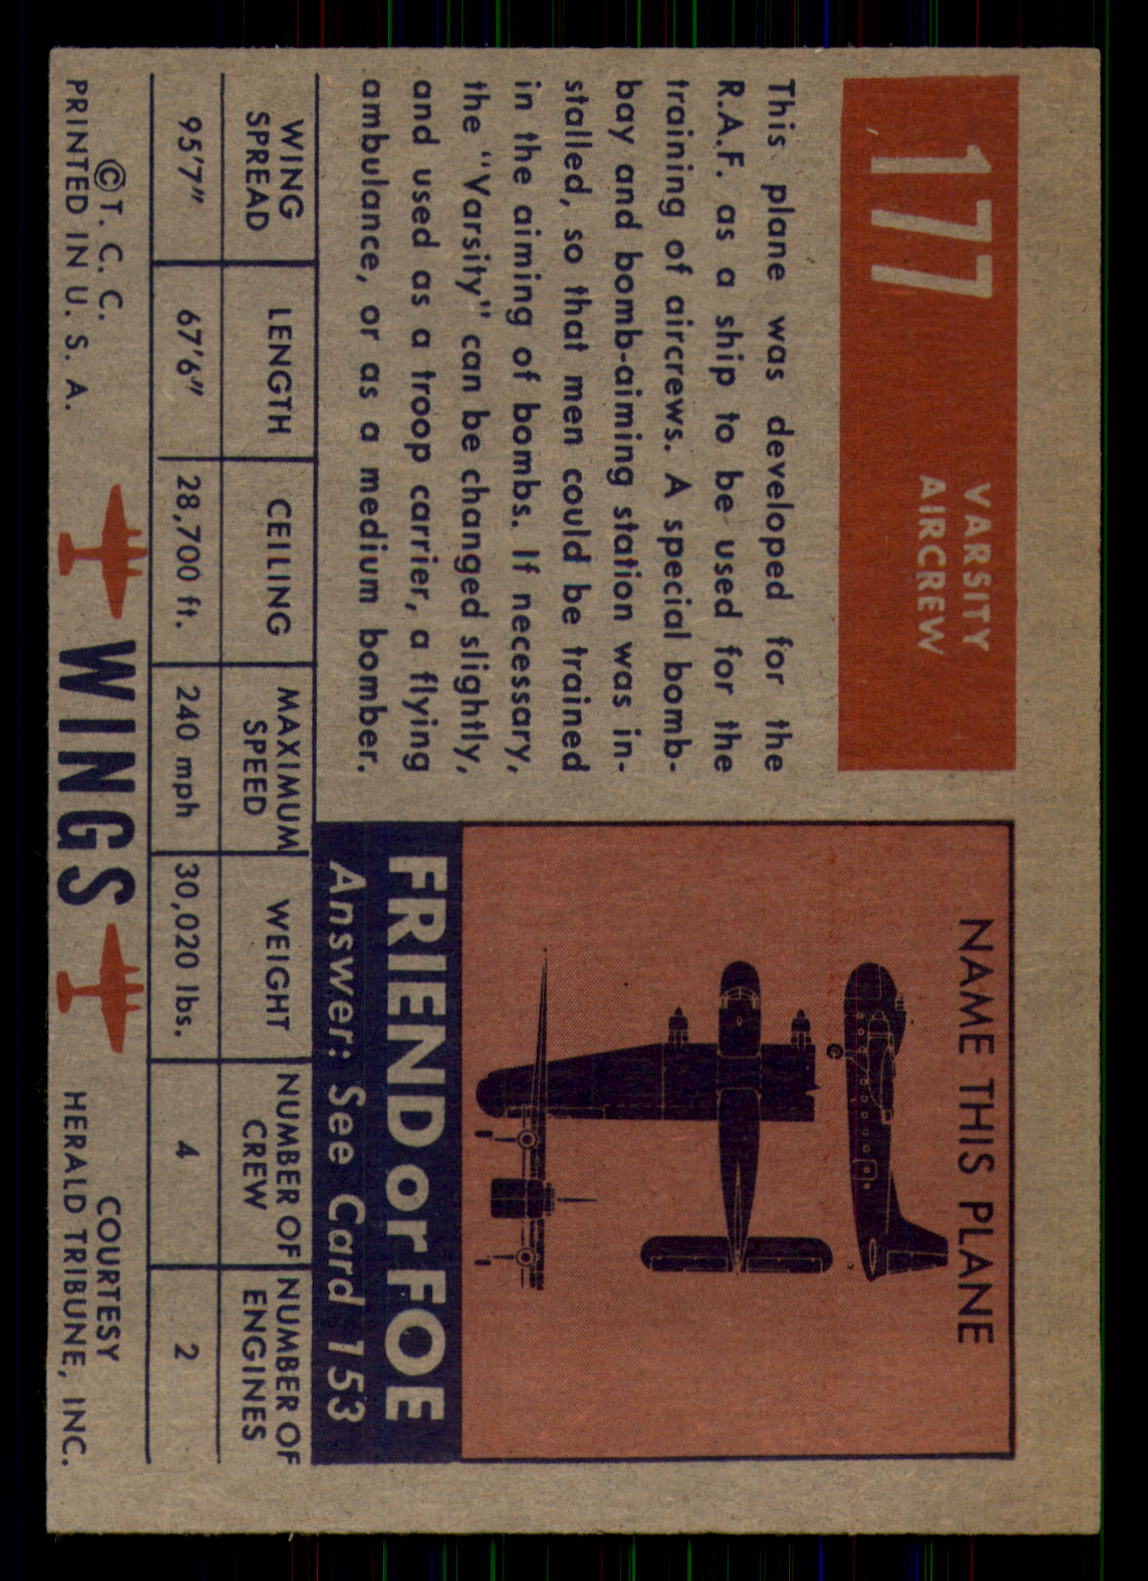 177
VARSITY
AIRCREW
This plane was developed for the
R.A.F. as a ship to be used for the
training of aircrews. A special bomb-
bay and bomb-aiming station was in-
stalled, so that men could be trained
in the aiming of bombs. If necessary,
the "Varsity" can be changed slightly,
and used as a troop carrier, a flying
ambulance, or as a medium bomber.
NAME THIS PLANE
FRIEND or FOE
Answer: See Card 153
WING SPREAD
LENGTH
CEILING
MAXIMUM SPEED
WEIGHT
NUMBER OF CREW
NUMBER OF ENGINES
95'7"
67'6"
28,700 ft.
240 mph
30,020 lbs.
4
2
©T. C. C.
PRINTED IN U. S. A.
WINGS
COURTESY
HERALD TRIBUNE, INC.